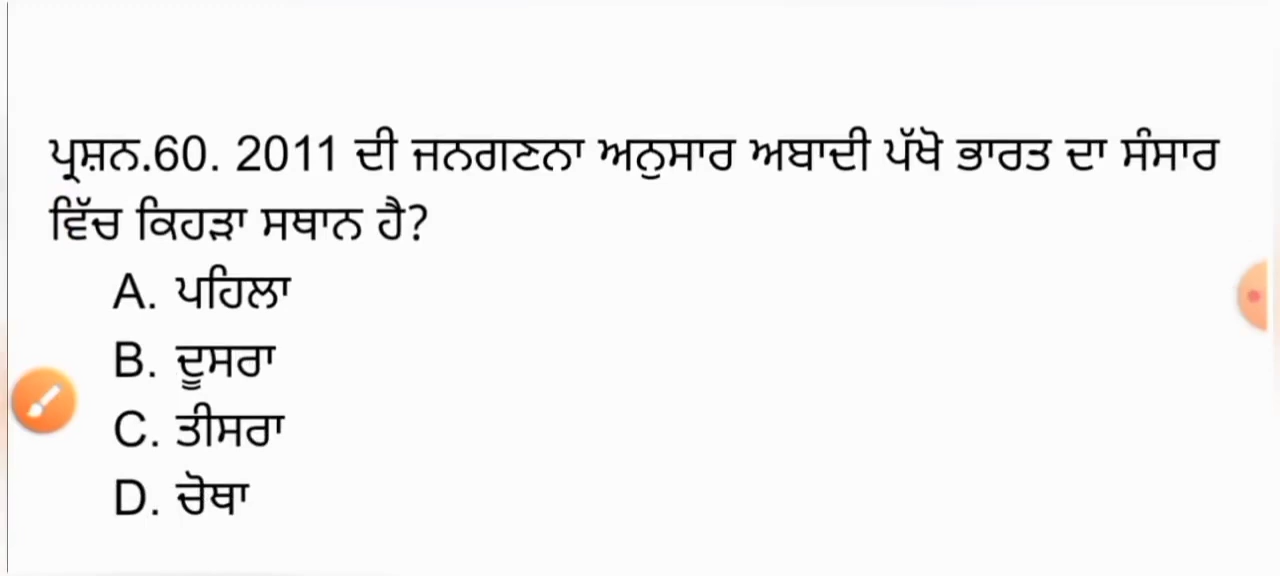 ਪ੍ਰਸ਼ਨ.60. 2011 ਦੀ ਜਨਗਣਨਾ ਅਨੁਸਾਰ ਅਬਾਦੀ ਪੱਖੋ ਭਾਰਤ ਦਾ ਸੰਸਾਰ
ਵਿੱਚ ਕਿਹੜਾ ਸਥਾਨ ਹੈ?
A. ਪਹਿਲਾ
B. ਦੂਸਰਾ
C. ਤੀਸਰਾ
D. ਚੋਥਾ